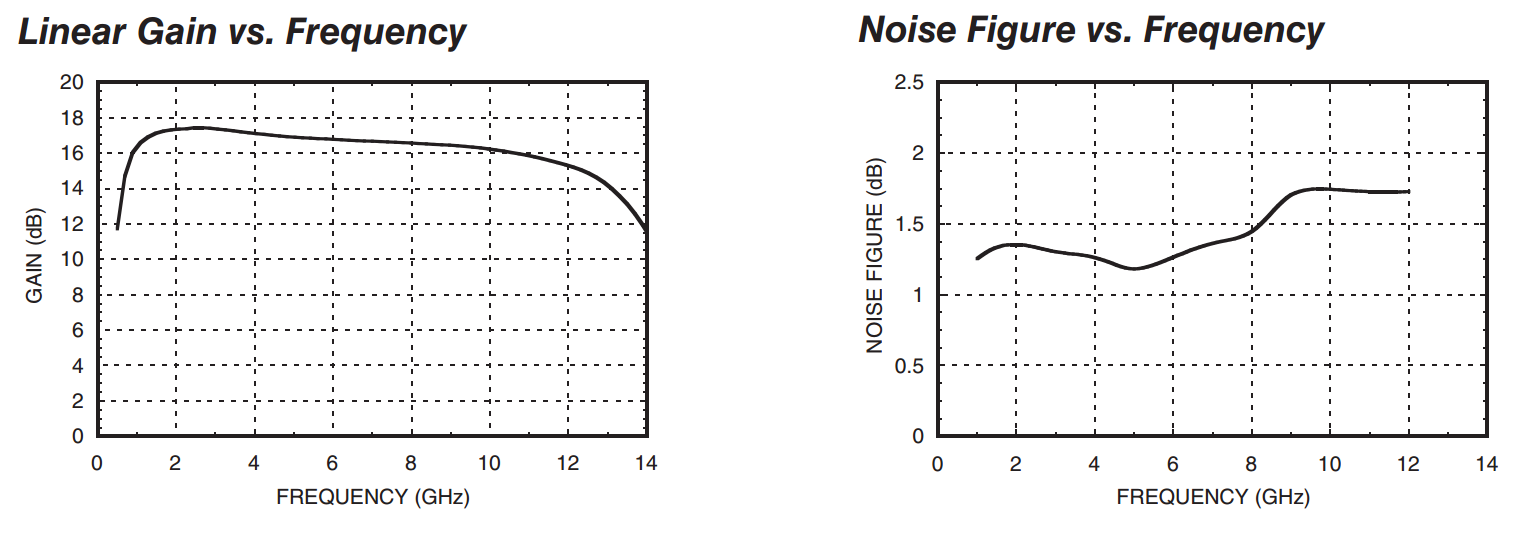 Linear Gain vs. Frequency
20
18
16
14
12
10
8
6
4
2
0
GAIN (dB)
0 2 4 6 8 10 12 14
FREQUENCY (GHz)
Noise Figure vs. Frequency
2.5
2
1.5
1
0.5
0
NOISE FIGURE (dB)
0 2 4 6 8 10 12 14
FREQUENCY (GHz)